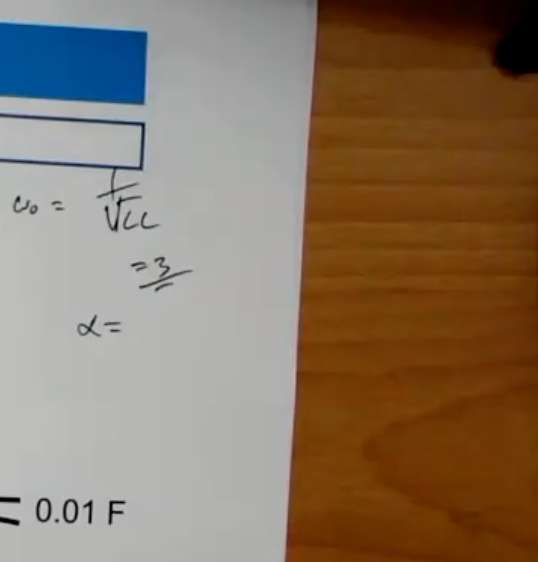 ω₀ = 1/√LC
= 3
α =
0.01 F